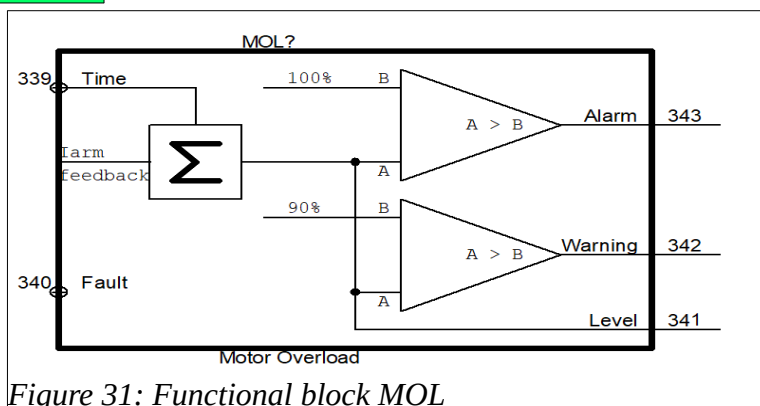 MOL?
339 Time
100% B
A > B
Alarm 343
Iarm
feedback
Σ
A
90% B
A > B
Warning 342
340 Fault
A
Level 341
Motor Overload
Figure 31: Functional block MOL